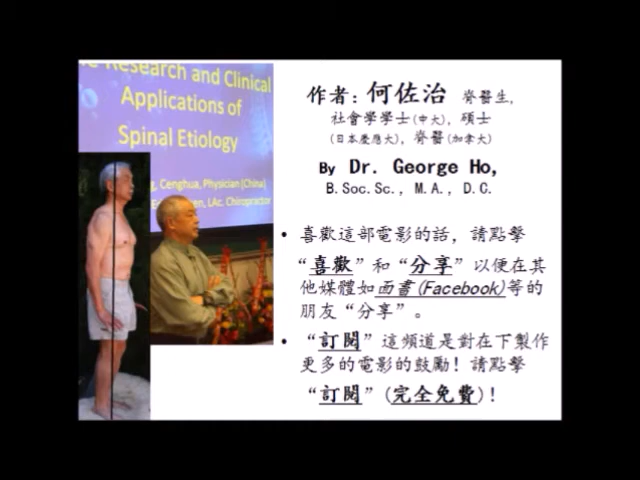 Research and Clinical
Applications of
Spinal Etiology
Cenghua, Physician (China)
LAc. Chiropractor
作者：何佐治 脊醫生,
社會學學士(中大), 碩士
(日本慶應大), 脊醫(加拿大)
By Dr. George Ho,
B.Soc.Sc., M.A., D.C.
• 喜歡這部電影的話, 請點擊
“喜歡”和“分享”以便在其
他媒體如面書(Facebook)等的
朋友“分享”。
• “訂閱”這頻道是對在下製作
更多的電影的鼓勵！請點擊
“訂閱”(完全免費)！